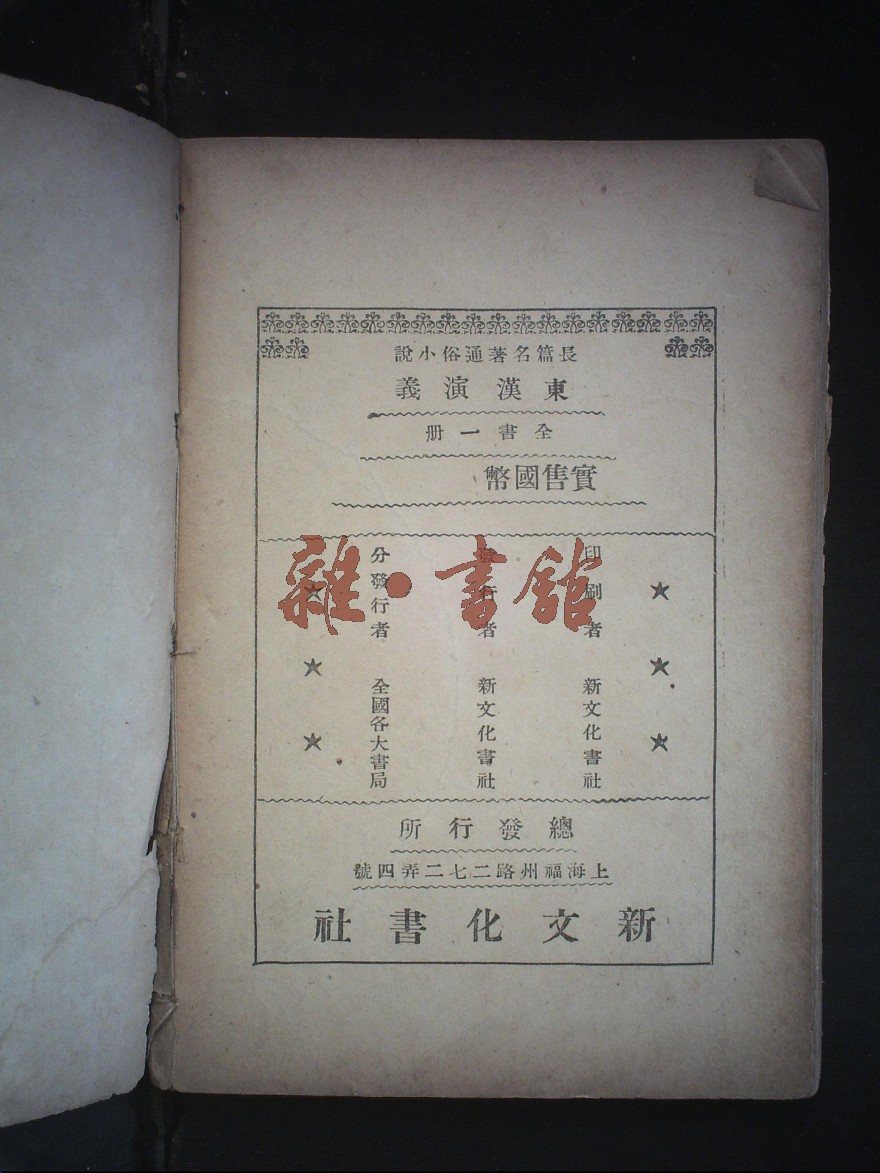 長篇名著通俗小說
東漢演義
全書一册
實售國幣
印刷者 新文化書社
發行者 新文化書社
分發行者 全國各大書局
雜·書館
總發行所
上海福州路二七二弄四號
新文化書社